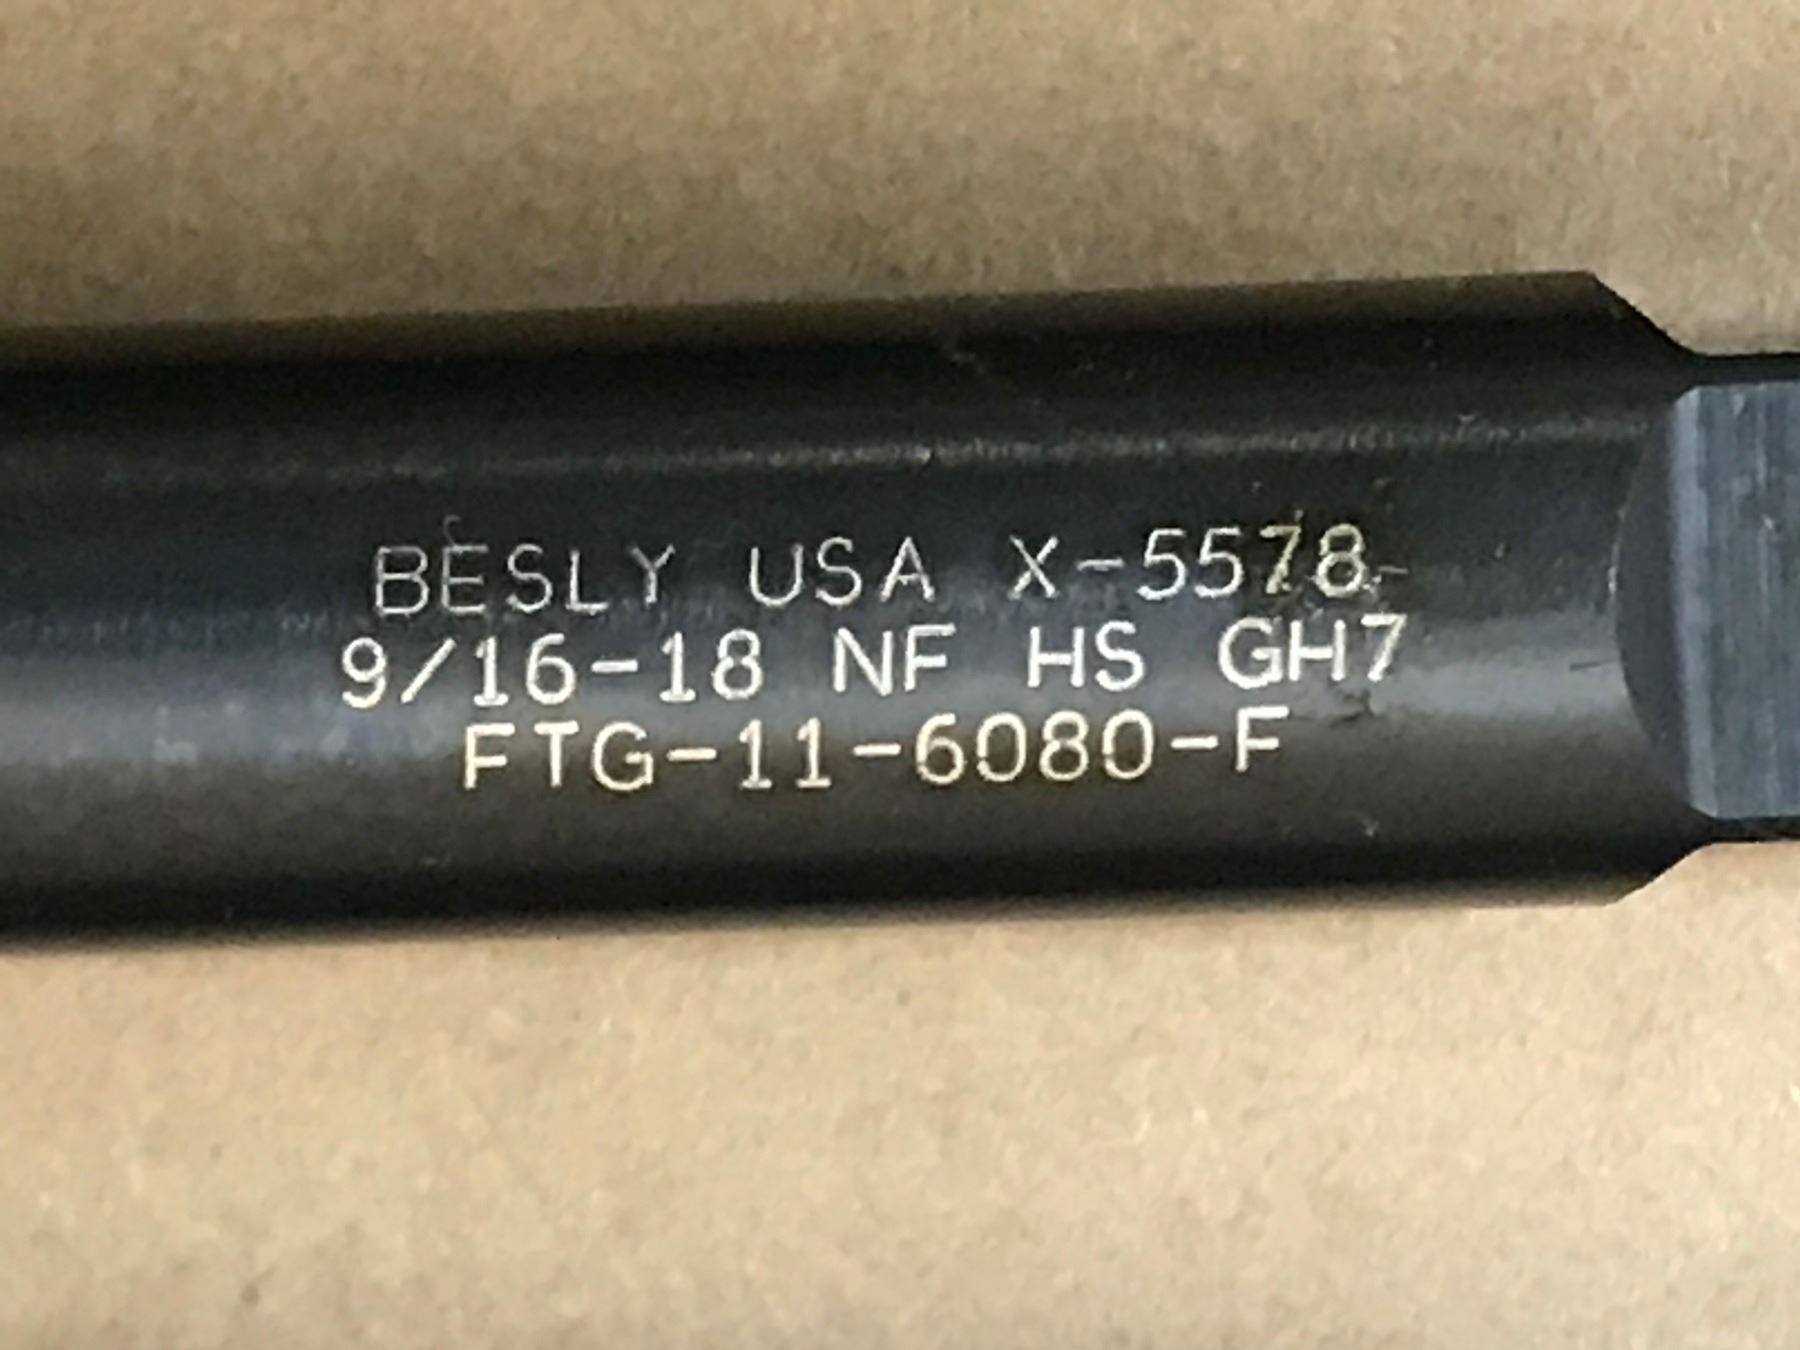 BESLY USA X-5578
9/16-18 NF HS GH7
FTG-11-6080-F